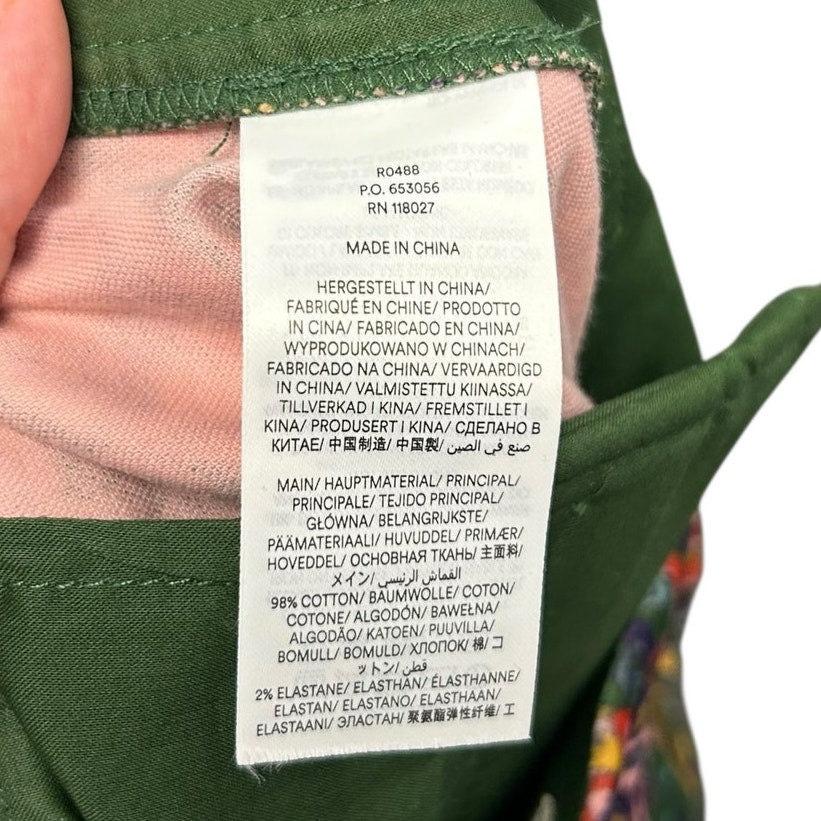 R0488
P.O. 653056
RN 118027
MADE IN CHINA
HERGESTELLT IN CHINA/
FABRIQUÉ EN CHINE/ PRODOTTO
IN CINA/ FABRICADO EN CHINA/
WYPRODUKOWANO W CHINACH/
FABRICADO NA CHINA/ VERVAARDIGD
IN CHINA/ VALMISTETTU KIINASSA/
TILLVERKAD I KINA/ FREMSTILLET I
KINA/ PRODUSERT I KINA/ СДЕЛАНО В
КИТАЕ/ 中国制造/ 中国製/ صنع في الصين
MAIN/ HAUPTMATERIAL/ PRINCIPAL/
PRINCIPALE/ TEJIDO PRINCIPAL/
GŁÓWNA/ BELANGRIJKSTE/
PÄÄMATERIAALI/ HUVUDDEL/ PRIMÆR/
HOVEDDEL/ ОСНОВНАЯ ТКАНЬ/ 主面料/
メイン/ القماش الرئيسي
98% COTTON/ BAUMWOLLE/ COTON/
COTONE/ ALGODÓN/ BAWEŁNA/
ALGODÃO/ KATOEN/ PUUVILLA/
BOMULL/ BOMULD/ ХЛОПОК/ 棉/ コ
ットン/ قطن
2% ELASTANE/ ELASTHAN/ ÉLASTHANNE/
ELASTAN/ ELASTANO/ ELASTHAAN/
ELASTAANI/ ЭЛАСТАН/ 聚氨酯弹性纤维/ エ